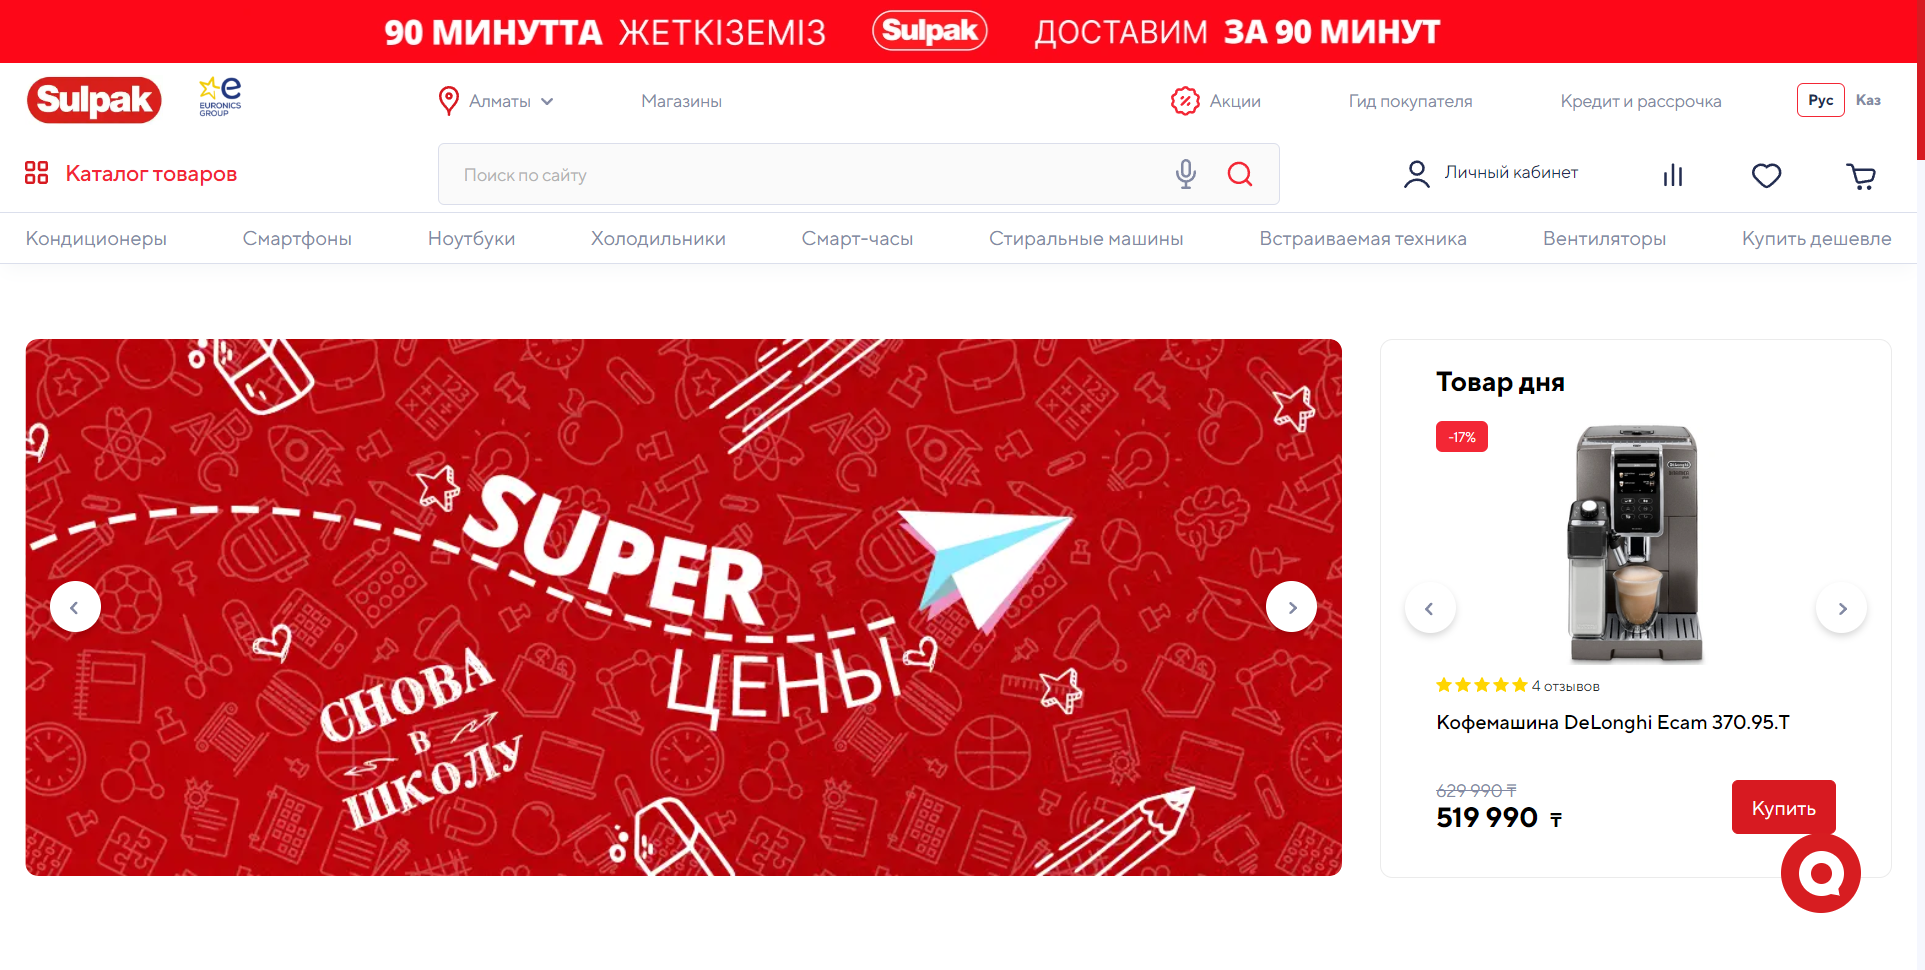 90 МИНУТТА ЖЕТКІЗЕМІЗ Sulpak ДОСТАВИМ ЗА 90 МИНУТ
Sulpak
e
EURONICS
GROUP
Алматы
Магазины
Акции
Гид покупателя
Кредит и рассрочка
Рус
Каз
Каталог товаров
Поиск по сайту
Личный кабинет
Кондиционеры
Смартфоны
Ноутбуки
Холодильники
Смарт-часы
Стиральные машины
Встраиваемая техника
Вентиляторы
Купить дешевле
SUPER
ЦЕНЫ
СНОВА
В
ШКОЛУ
Товар дня
-17%
DeLonghi
4 отзывов
Кофемашина DeLonghi Ecam 370.95.T
629 990 ₸
519 990 ₸
Купить